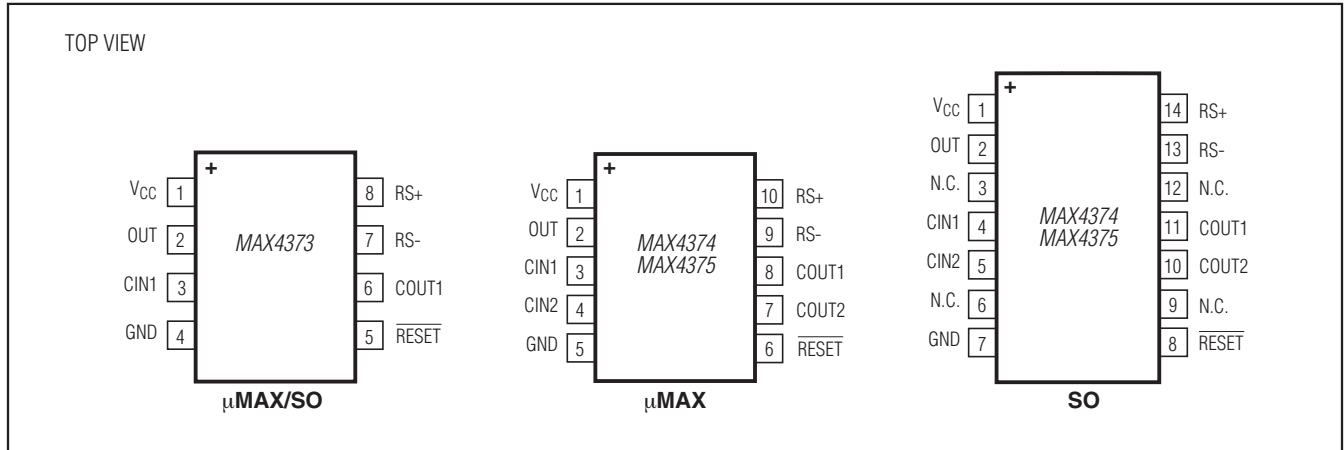 TOP VIEW
+
VCC 1
OUT 2
CIN1 3
GND 4
MAX4373
8 RS+
7 RS-
6 COUT1
5 RESET
μMAX/SO
+
VCC 1
OUT 2
CIN1 3
CIN2 4
GND 5
MAX4374
MAX4375
10 RS+
9 RS-
8 COUT1
7 COUT2
6 RESET
μMAX
+
VCC 1
OUT 2
N.C. 3
CIN1 4
CIN2 5
N.C. 6
GND 7
MAX4374
MAX4375
14 RS+
13 RS-
12 N.C.
11 COUT1
10 COUT2
9 N.C.
8 RESET
SO